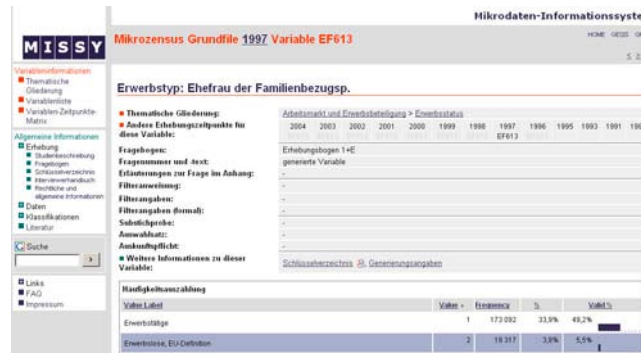 Mikrodaten-Informationssyste
MISSY
Mikrozensus Grundfile 1997 Variable EF613
HOME GESIS
Variableninformationen
Thematische
Gliederung
Variablenliste
Variablen-Zeitpunkte-
Matrix
Allgemeine Informationen
Erhebung
Studienbeschreibung
Fragebogen
Schlüsselverzeichnis
Interviewerhandbuch
Rechtliche und
allgemeine Informationen
Daten
Klassifikationen
Literatur
Suche
Links
FAQ
Impressum
Erwerbstyp: Ehefrau der Familienbezugsp.
Thematische Gliederung: Arbeitsmarkt und Erwerbsbeteiligung > Erwerbsstatus
Andere Erhebungszeitpunkte für
diese Variable:
2004 2003 2002 2001 2000 1999 1998 1997 1996 1995 1993 1991
EF613
Fragebogen: Erhebungsbogen 1+E
Fragenummer und -text: generierte Variable
Erläuterungen zur Frage im Anhang: -
Filteranweisung: -
Filterangaben: -
Filterangaben (formal): -
Substichprobe: -
Auswahlsatz: -
Auskunftspflicht: -
Weitere Informationen zu dieser
Variable:
Schlüsselverzeichnis, Generierungsangaben
Häufigkeitsauszählung
Value Label Value Frequency % Valid %
Erwerbstätige 1 173 092 33,9% 49,2%
Erwerbslose, EU-Definition 2 19 317 3,8% 5,5%